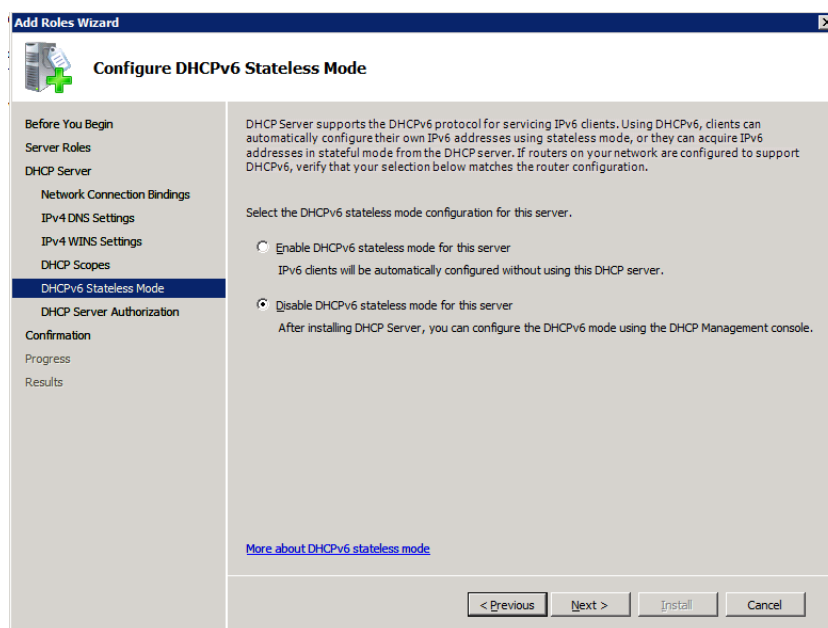 Add Roles Wizard
Configure DHCPv6 Stateless Mode
Before You Begin
Server Roles
DHCP Server
Network Connection Bindings
IPv4 DNS Settings
IPv4 WINS Settings
DHCP Scopes
DHCPv6 Stateless Mode
DHCP Server Authorization
Confirmation
Progress
Results
DHCP Server supports the DHCPv6 protocol for servicing IPv6 clients. Using DHCPv6, clients can
automatically configure their own IPv6 addresses using stateless mode, or they can acquire IPv6
addresses in stateful mode from the DHCP server. If routers on your network are configured to support
DHCPv6, verify that your selection below matches the router configuration.
Select the DHCPv6 stateless mode configuration for this server.
Enable DHCPv6 stateless mode for this server
IPv6 clients will be automatically configured without using this DHCP server.
Disable DHCPv6 stateless mode for this server
After installing DHCP Server, you can configure the DHCPv6 mode using the DHCP Management console.
More about DHCPv6 stateless mode
< Previous
Next >
Install
Cancel